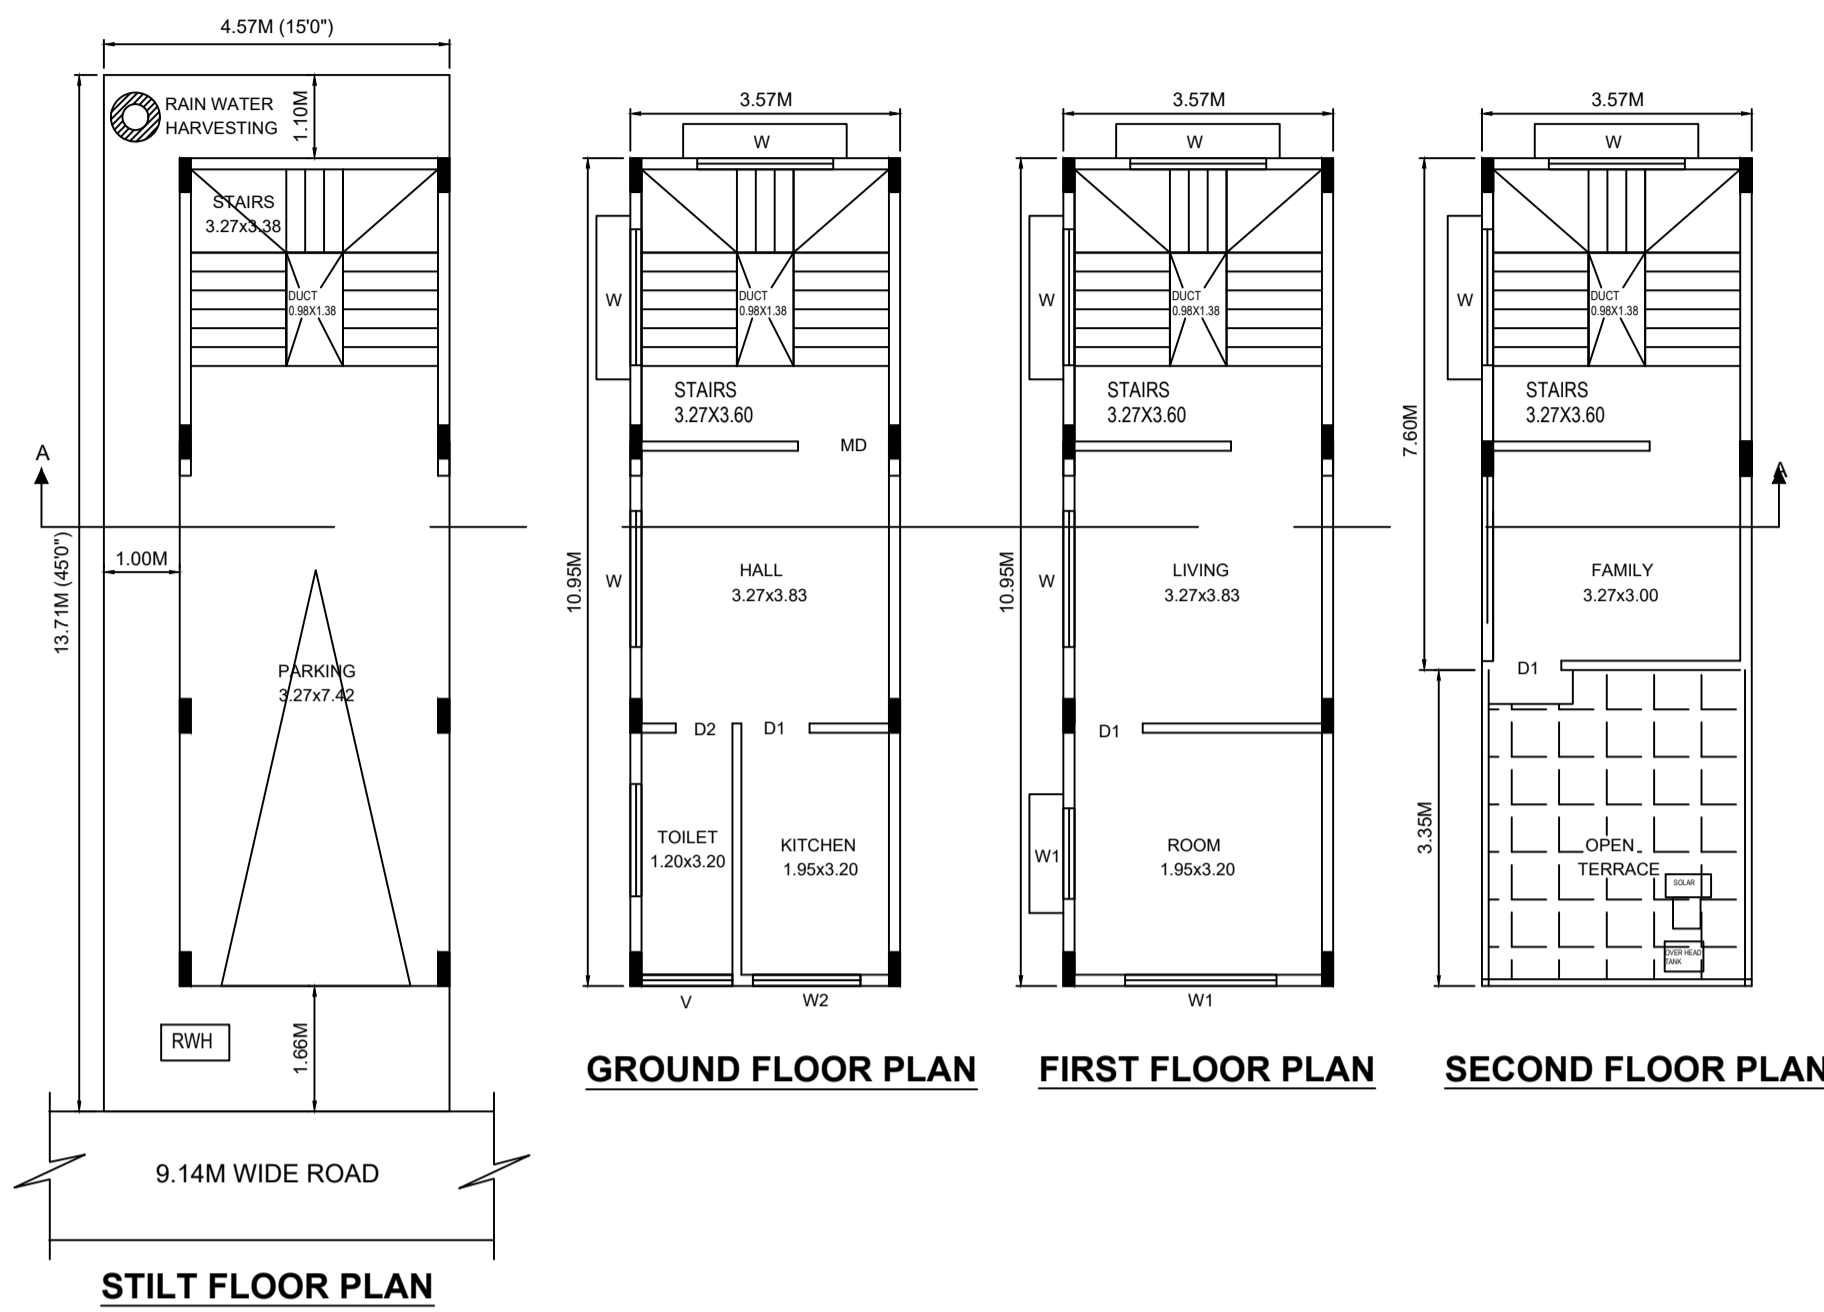 4.57M (15'0")
RAIN WATER
HARVESTING
1.10M
STAIRS
3.27x3.38
DUCT
0.98X1.38
A
13.71M (45'0")
1.00M
PARKING
3.27x7.42
RWH
1.66M
9.14M WIDE ROAD
STILT FLOOR PLAN
3.57M
W
W
DUCT
0.98X1.38
STAIRS
3.27X3.60
MD
10.95M
W
HALL
3.27x3.83
D2
D1
TOILET
1.20x3.20
KITCHEN
1.95x3.20
V
W2
GROUND FLOOR PLAN
3.57M
W
W
DUCT
0.98X1.38
STAIRS
3.27X3.60
10.95M
W
LIVING
3.27x3.83
D1
W1
ROOM
1.95x3.20
W1
FIRST FLOOR PLAN
3.57M
W
W
DUCT
0.98X1.38
STAIRS
3.27X3.60
7.60M
A
FAMILY
3.27x3.00
D1
3.35M
OPEN
TERRACE
SOLAR
OVER HEAD
TANK
SECOND FLOOR PLAN